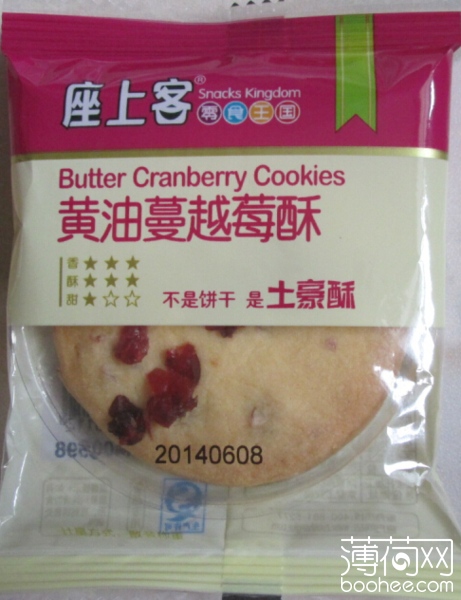 座上客®
Snacks Kingdom
零食王国
Butter Cranberry Cookies
黄油蔓越莓酥
香★★★
酥★★★
甜★☆☆
不是饼干 是土豪酥
20140608
薄荷网
boohee.com